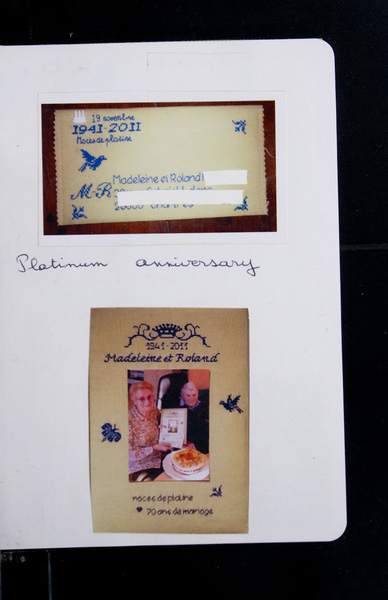 19 novembre
1941-2011
Noces de platine
Madeleine et Roland
M R
Chartres
Platinum anniversary
1941-2011
Madeleine et Roland
noces de platine
70 ans de mariage